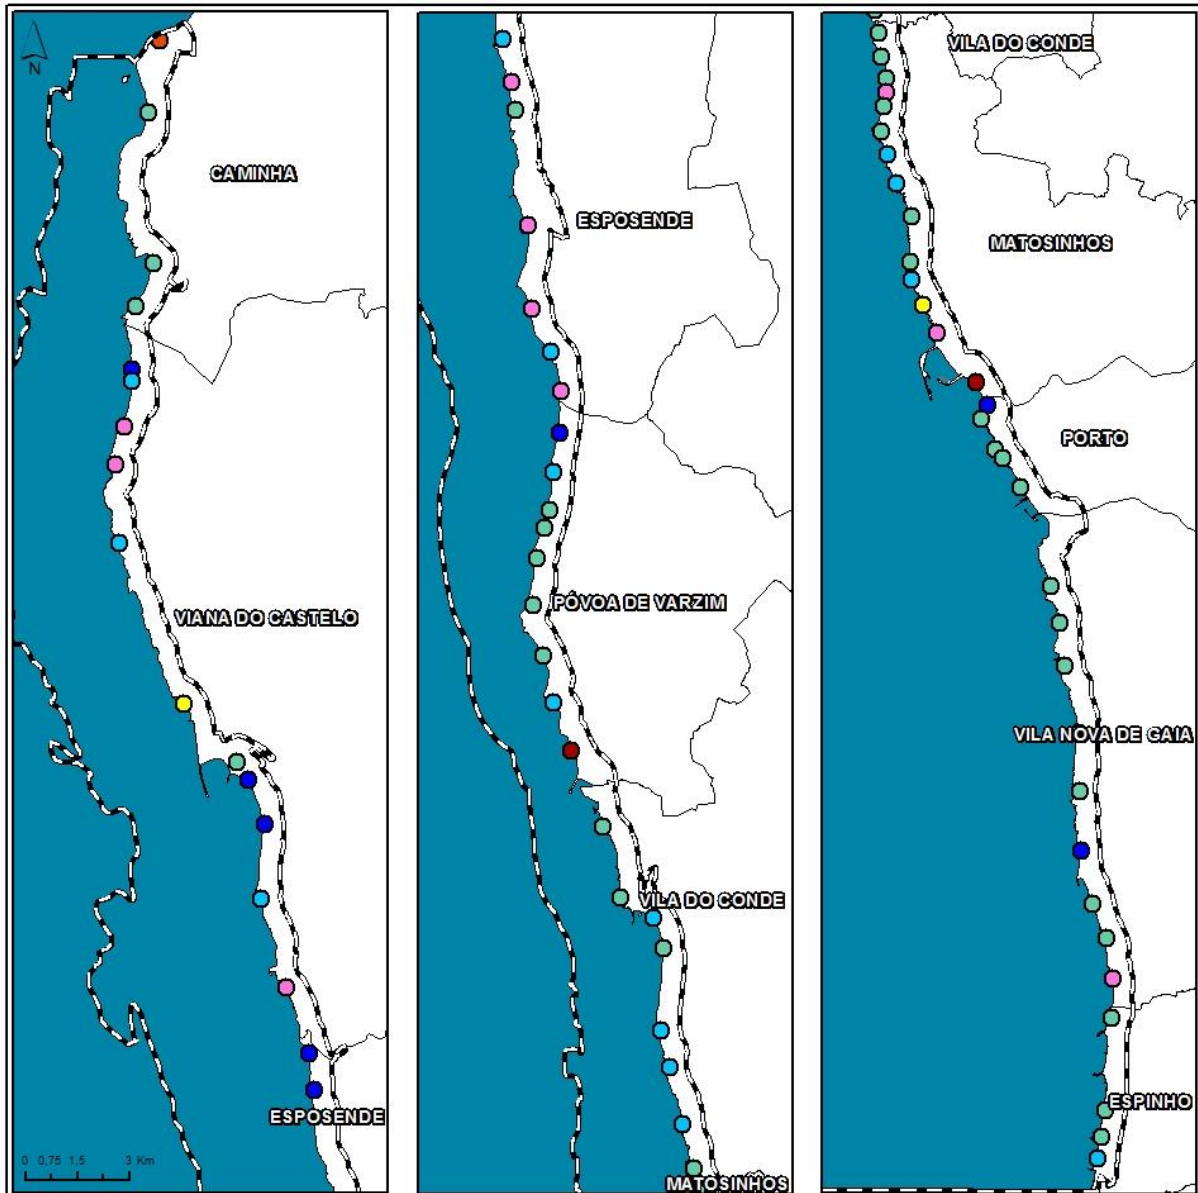 N
CAMINHA
VIANA DO CASTELO
ESPOSENDE
0 0,75 1,5 3 Km
ESPOSENDE
PÓVOA DE VARZIM
VILA DO CONDE
MATOSINHOS
VILA DO CONDE
MATOSINHOS
PORTO
VILA NOVA DE GAIA
ESPINHO